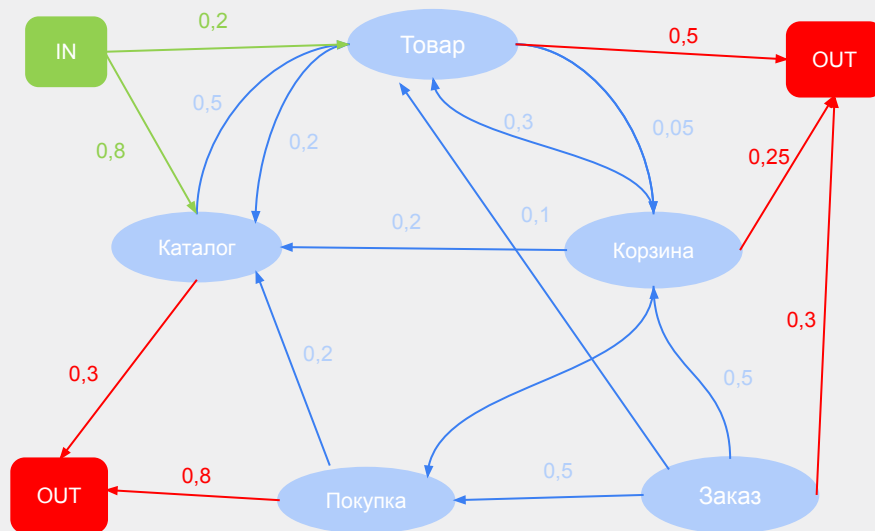 0,2
IN
Товар
0,5
OUT
0,5
0,2
0,3
0,05
0,8
0,25
0,2
0,1
Каталог
Корзина
0,3
0,2
0,3
0,5
0,8
0,5
OUT
Покупка
Заказ